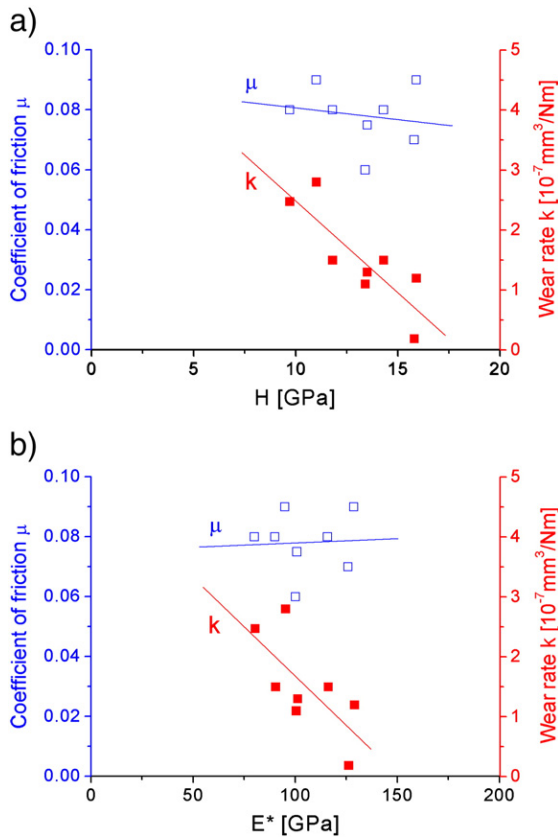 a)
0.10
0.08
0.06
0.04
0.02
0.00
Coefficient of friction μ
μ
k
5
4
3
2
1
0
Wear rate k [10⁻⁷mm³/Nm]
0 5 10 15 20
H [GPa]
b)
0.10
0.08
0.06
0.04
0.02
0.00
Coefficient of friction μ
μ
k
5
4
3
2
1
0
Wear rate k [10⁻⁷mm³/Nm]
0 50 100 150 200
E* [GPa]